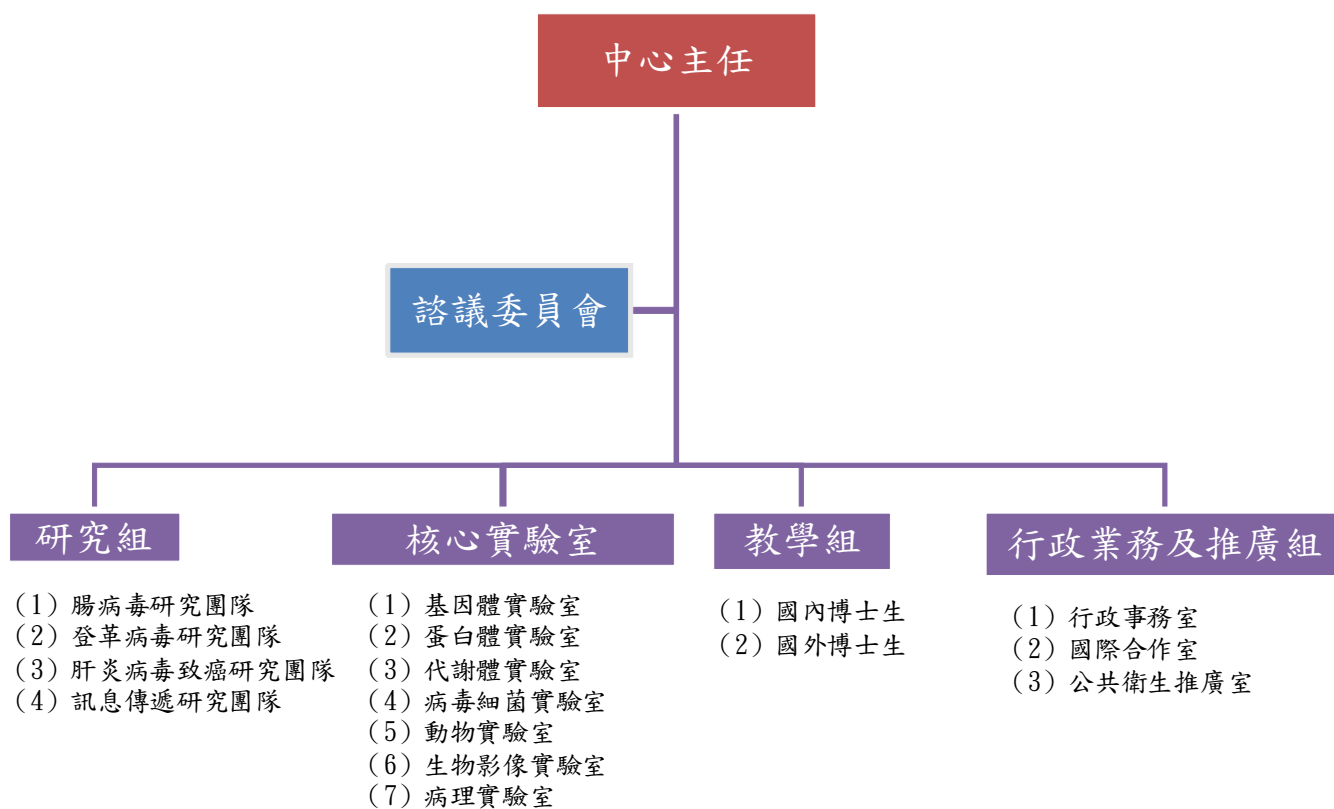 中心主任
諮議委員會
研究組
(1) 腸病毒研究團隊
(2) 登革病毒研究團隊
(3) 肝炎病毒致癌研究團隊
(4) 訊息傳遞研究團隊
核心實驗室
(1) 基因體實驗室
(2) 蛋白體實驗室
(3) 代謝體實驗室
(4) 病毒細菌實驗室
(5) 動物實驗室
(6) 生物影像實驗室
(7) 病理實驗室
教學組
(1) 國內博士生
(2) 國外博士生
行政業務及推廣組
(1) 行政事務室
(2) 國際合作室
(3) 公共衛生推廣室